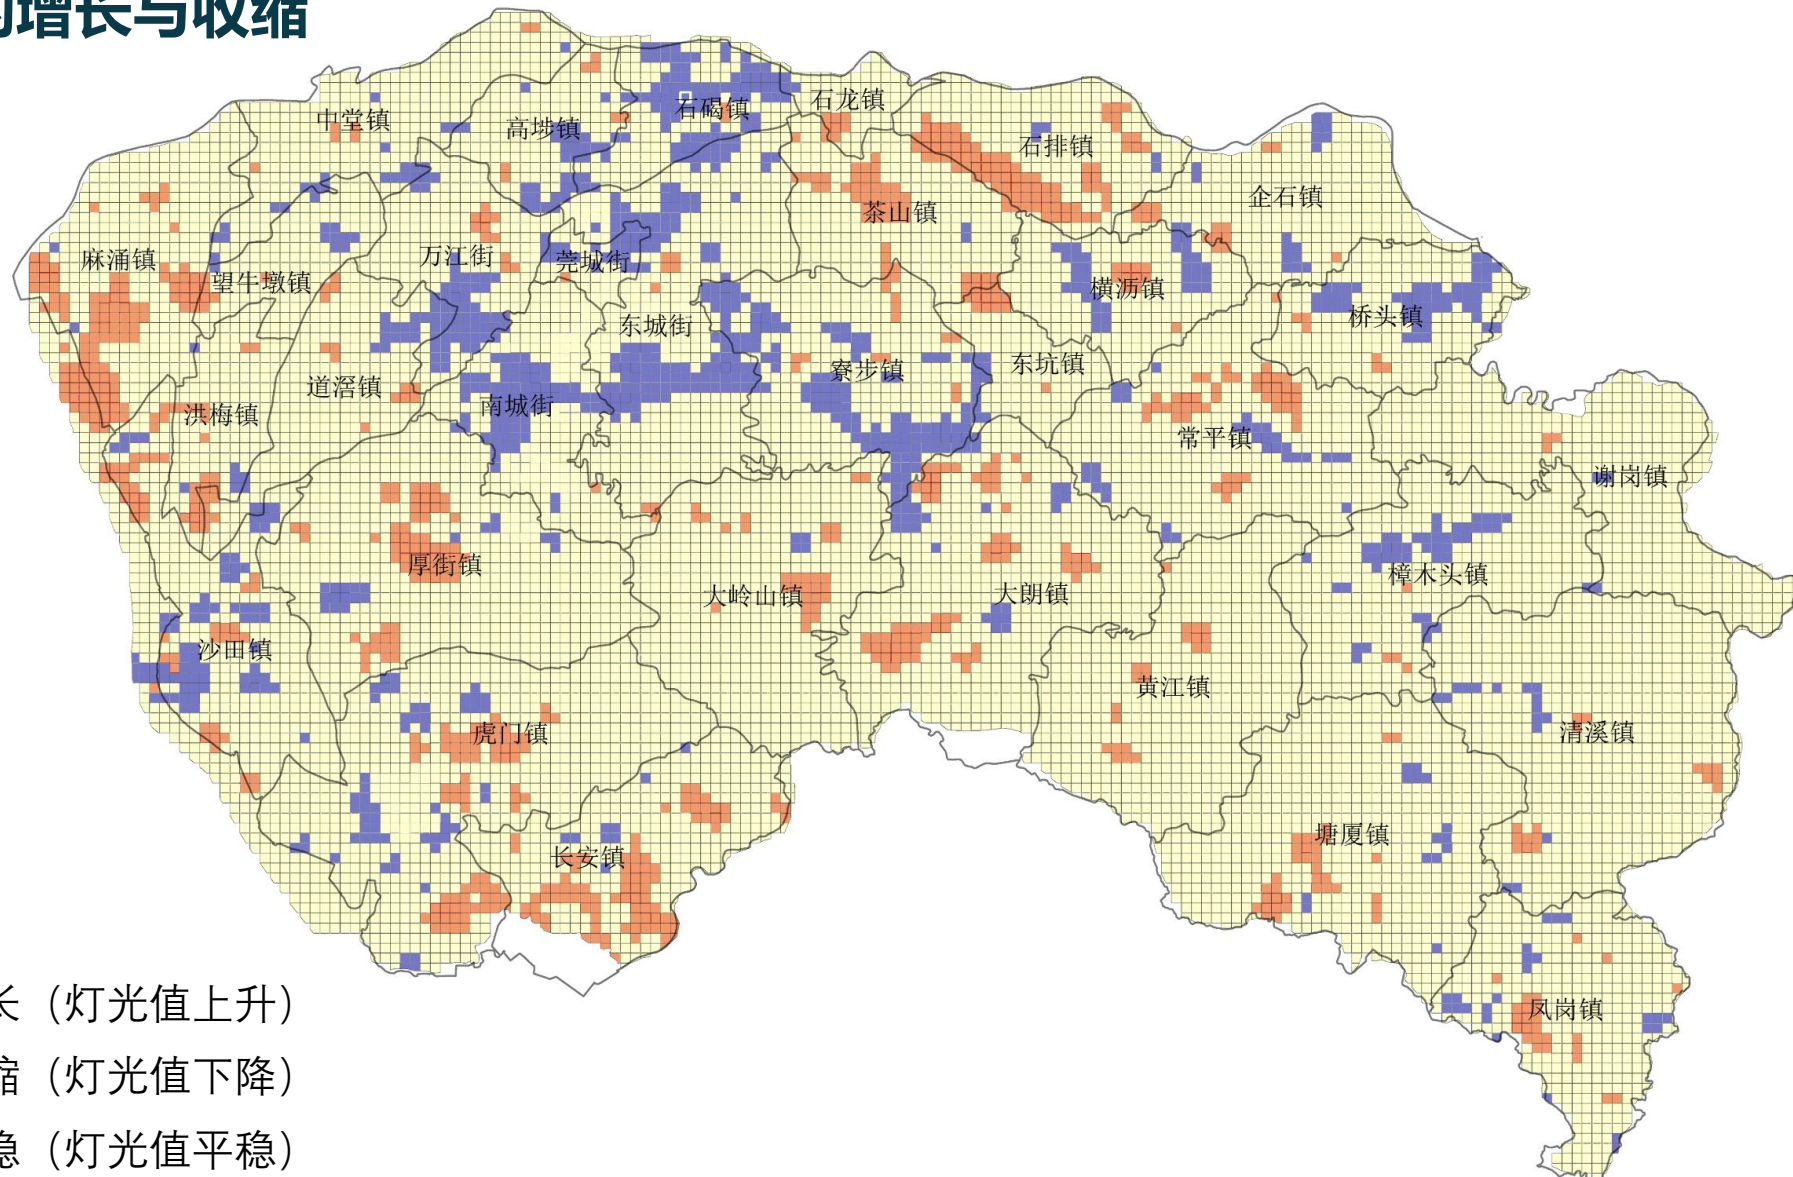 的增长与收缩
中堂镇
高埗镇
石碣镇
石龙镇
石排镇
企石镇
茶山镇
麻涌镇
望牛墩镇
万江街
莞城街
横沥镇
桥头镇
东城街
道滘镇
洪梅镇
南城街
寮步镇
东坑镇
常平镇
谢岗镇
厚街镇
大岭山镇
大朗镇
樟木头镇
沙田镇
黄江镇
虎门镇
清溪镇
长安镇
塘厦镇
凤岗镇
长（灯光值上升）
缩（灯光值下降）
稳（灯光值平稳）